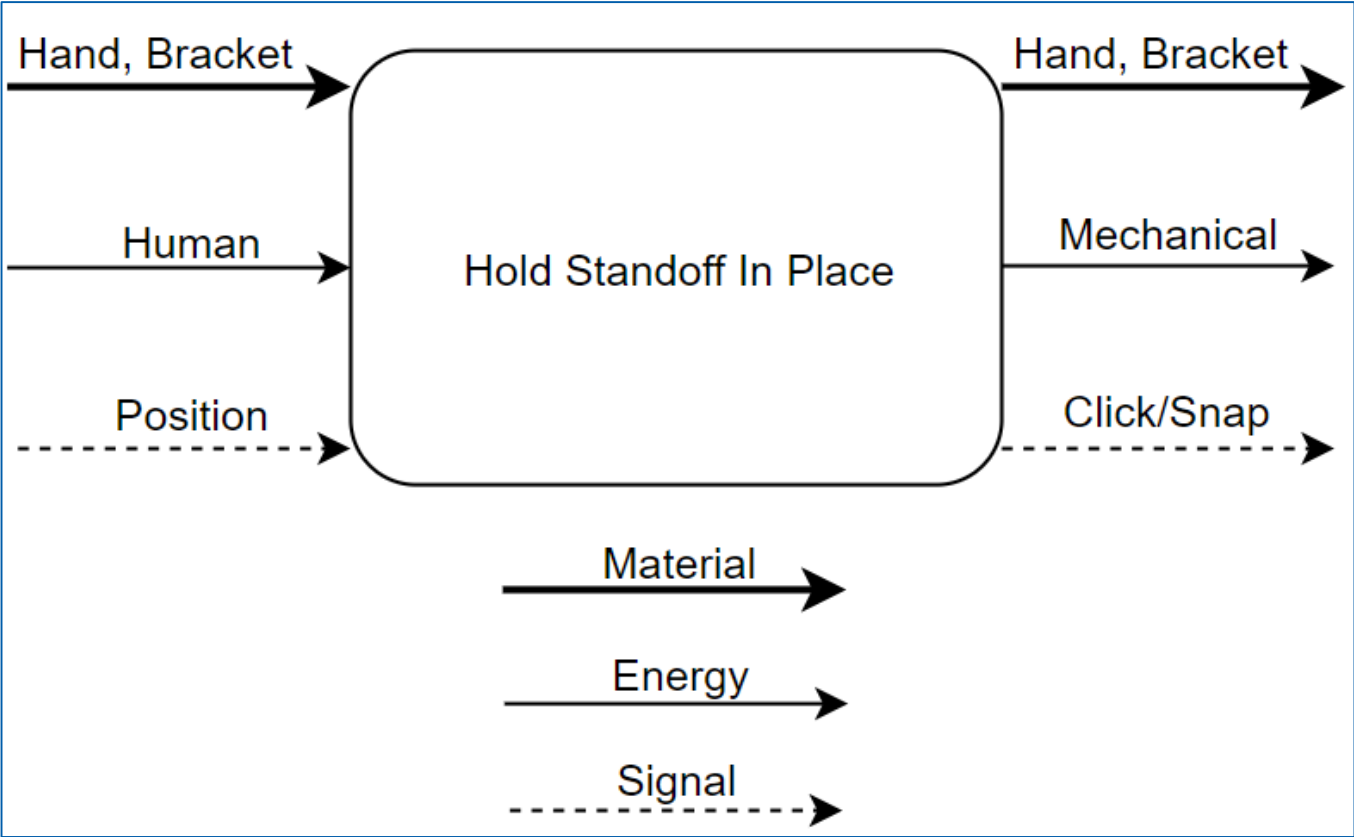 Hand, Bracket
Hand, Bracket
Human
Mechanical
Hold Standoff In Place
Position
Click/Snap
Material
Energy
Signal